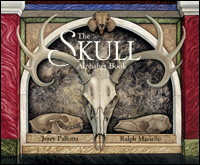 The
SKULL
Alphabet Book
Jerry Pallotta Ralph Masiello